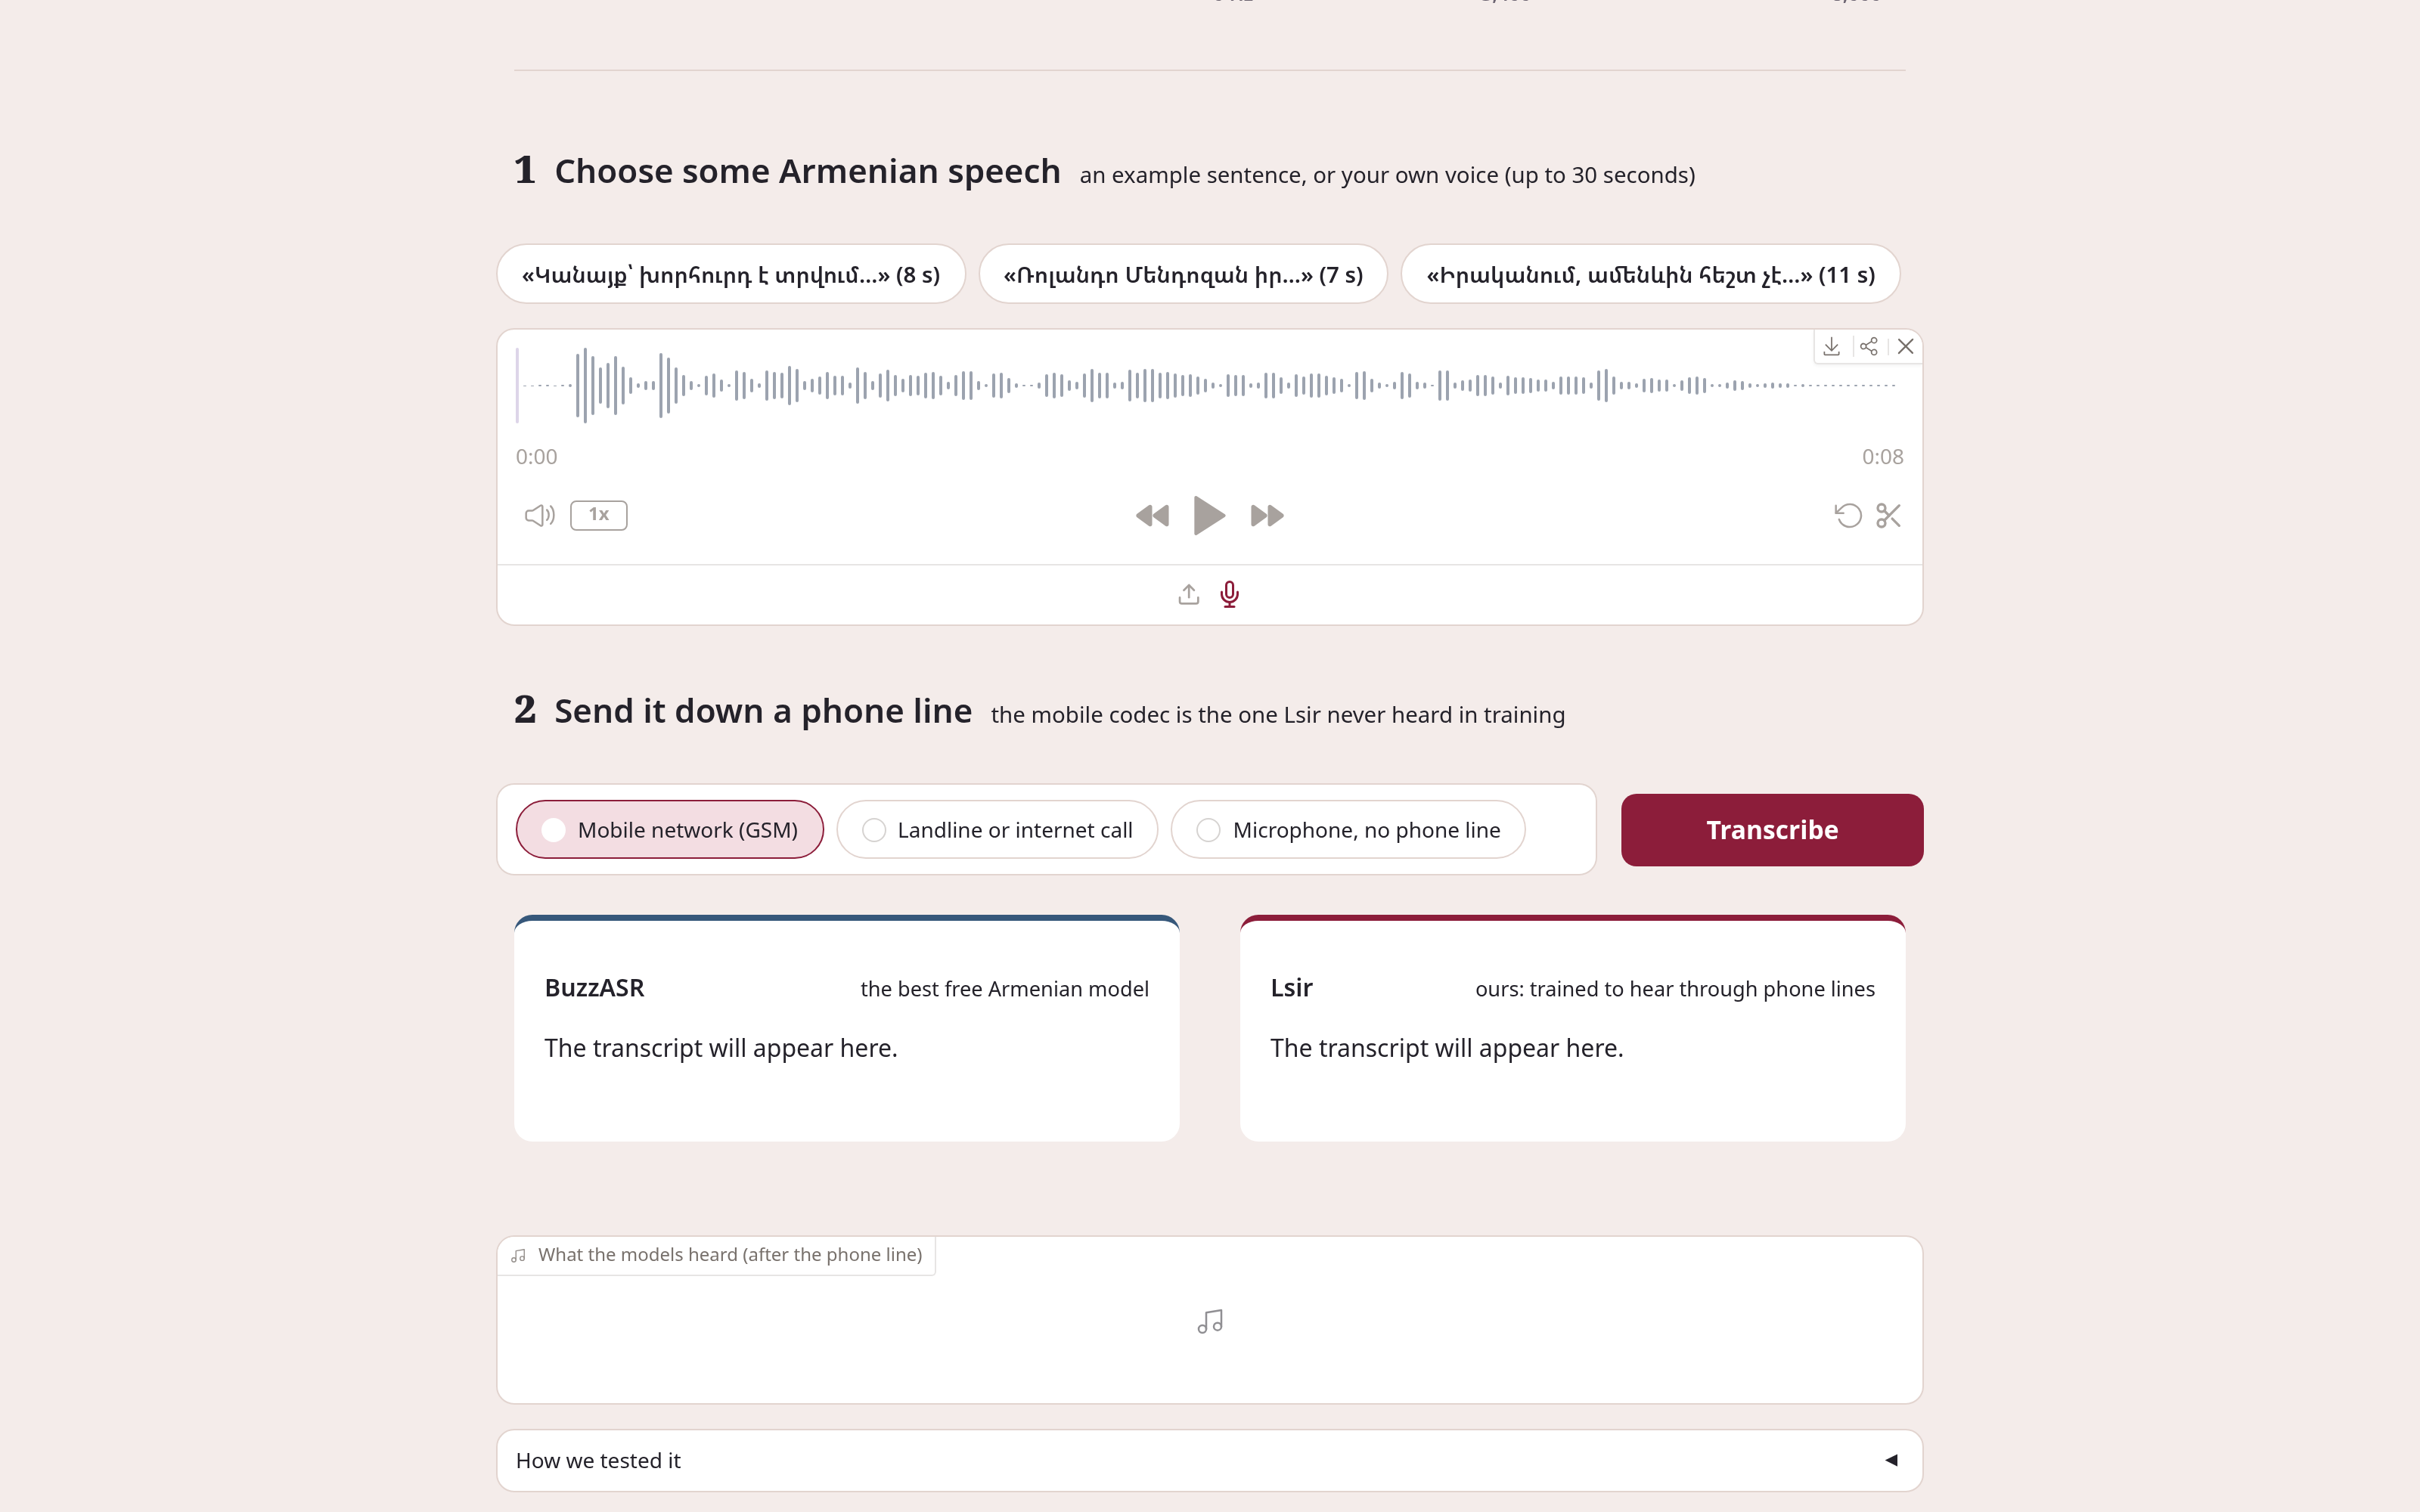 1 Choose some Armenian speech an example sentence, or your own voice (up to 30 seconds)
«Կանայք՝ խորհուրդ է տրվում...» (8 s) «Ռոլանդո Մենդոզան իր...» (7 s) «Իրականում, ամենևին հեշտ չէ...» (11 s)
0:00 0:08
1x
2 Send it down a phone line the mobile codec is the one Lsir never heard in training
Mobile network (GSM) Landline or internet call Microphone, no phone line Transcribe
BuzzASR the best free Armenian model
The transcript will appear here.
Lsir ours: trained to hear through phone lines
The transcript will appear here.
What the models heard (after the phone line)
How we tested it